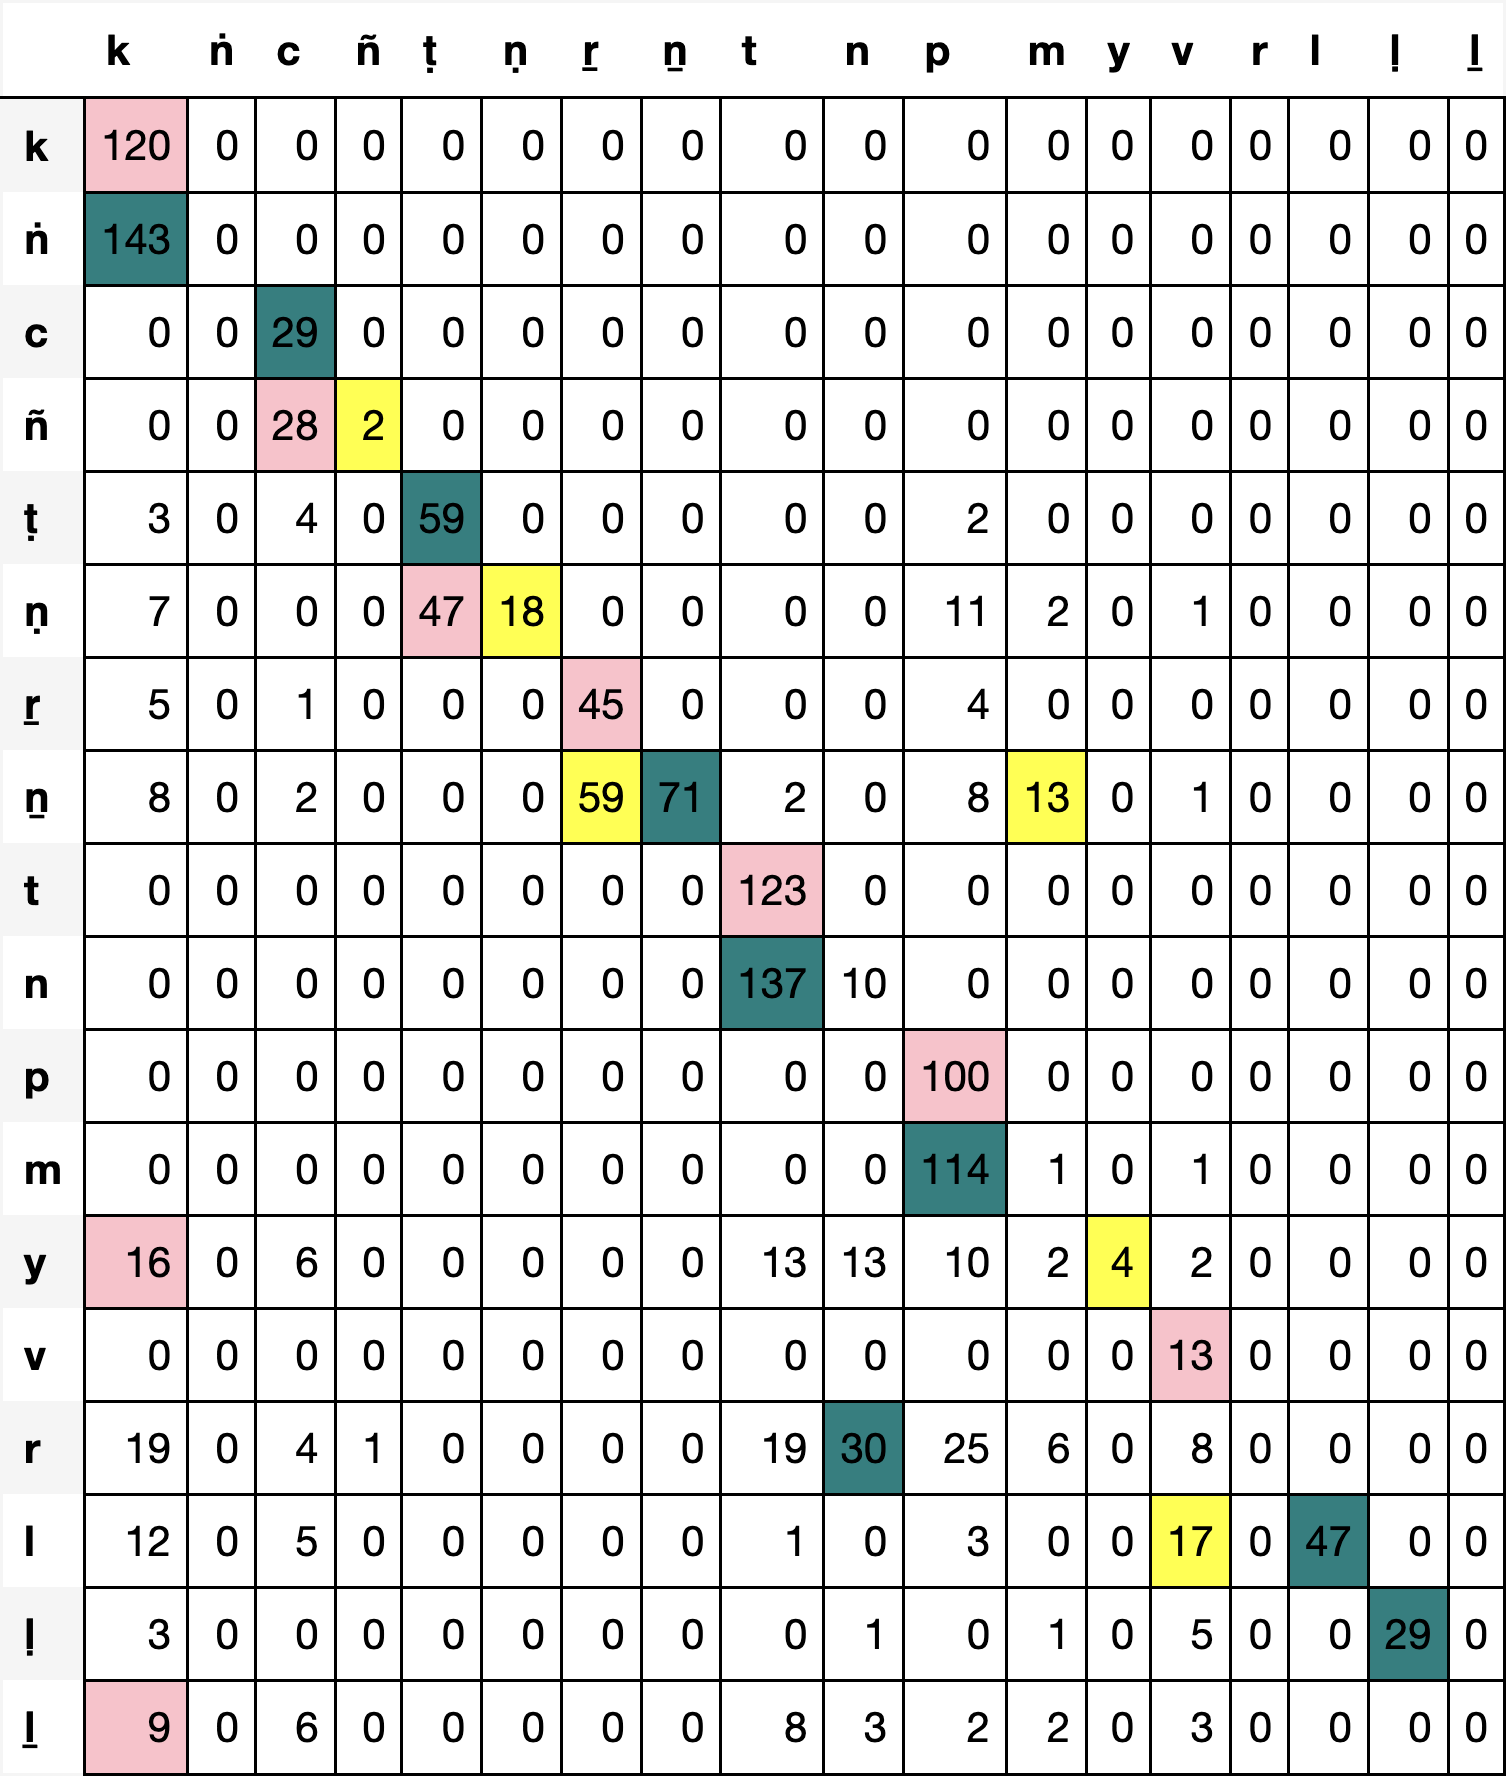 k ṅ c ñ ṭ ṇ ṟ ṉ t n p m y v r l ḷ ḻ
k 120 0 0 0 0 0 0 0 0 0 0 0 0 0 0 0 0 0
ṅ 143 0 0 0 0 0 0 0 0 0 0 0 0 0 0 0 0 0
c 0 0 29 0 0 0 0 0 0 0 0 0 0 0 0 0 0 0
ñ 0 0 28 2 0 0 0 0 0 0 0 0 0 0 0 0 0 0
ṭ 3 0 4 0 59 0 0 0 0 0 2 0 0 0 0 0 0 0
ṇ 7 0 0 0 47 18 0 0 0 0 11 2 0 1 0 0 0 0
ṟ 5 0 1 0 0 0 45 0 0 0 4 0 0 0 0 0 0 0
ṉ 8 0 2 0 0 0 59 71 2 0 8 13 0 1 0 0 0 0
t 0 0 0 0 0 0 0 0 123 0 0 0 0 0 0 0 0 0
n 0 0 0 0 0 0 0 0 137 10 0 0 0 0 0 0 0 0
p 0 0 0 0 0 0 0 0 0 0 100 0 0 0 0 0 0 0
m 0 0 0 0 0 0 0 0 0 0 114 1 0 1 0 0 0 0
y 16 0 6 0 0 0 0 0 13 13 10 2 4 2 0 0 0 0
v 0 0 0 0 0 0 0 0 0 0 0 0 0 13 0 0 0 0
r 19 0 4 1 0 0 0 0 19 30 25 6 0 8 0 0 0 0
l 12 0 5 0 0 0 0 0 1 0 3 0 0 17 0 47 0 0
ḷ 3 0 0 0 0 0 0 0 0 1 0 1 0 5 0 0 29 0
ḻ 9 0 6 0 0 0 0 0 8 3 2 2 0 3 0 0 0 0